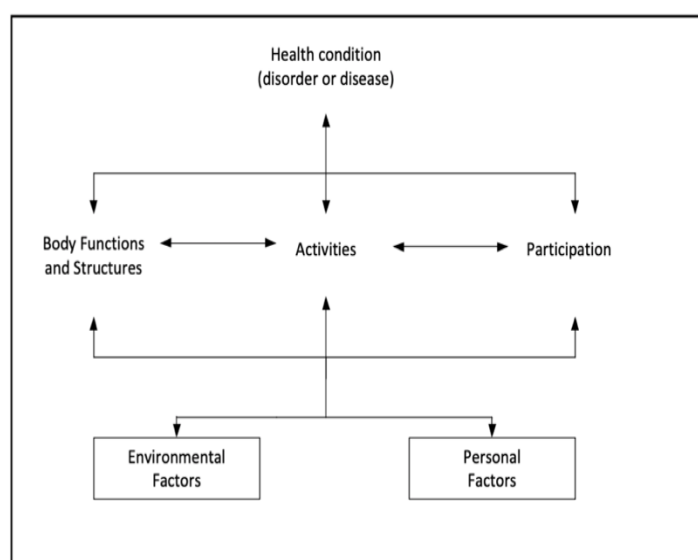 Health condition
(disorder or disease)
Body Functions
and Structures
Activities
Participation
Environmental
Factors
Personal
Factors